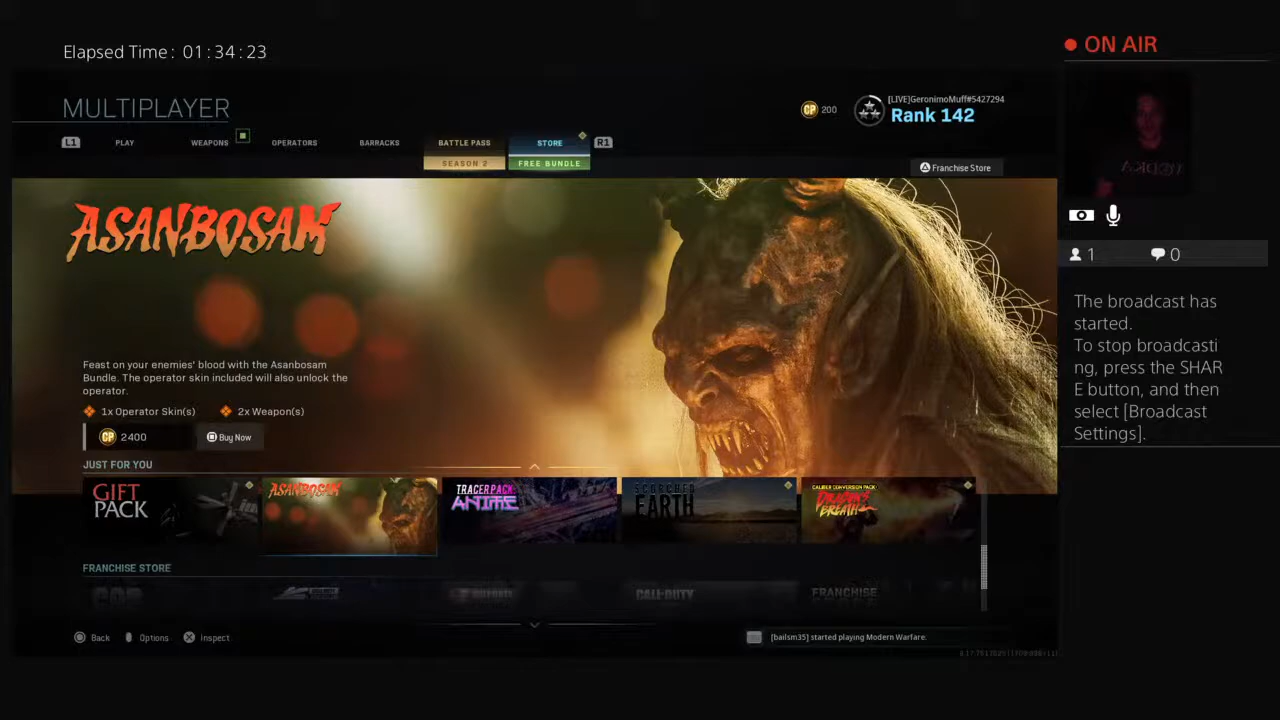 Elapsed Time: 01:34:23
ON AIR
MULTIPLAYER
CP 200
[LIVE]GeronimoMuff#5427294
Rank 142
L1 PLAY WEAPONS OPERATORS BARRACKS BATTLE PASS STORE R1
SEASON 2 FREE BUNDLE
Franchise Store
ASANBOSAM
1 0
The broadcast has
started.
To stop broadcasti
ng, press the SHAR
E button, and then
select [Broadcast
Settings].
Feast on your enemies' blood with the Asanbosam
Bundle. The operator skin included will also unlock the
operator.
1x Operator Skin(s) 2x Weapon(s)
CP 2400 Buy Now
JUST FOR YOU
GIFT
PACK
ASANBOSAM
TRACER PACK:
ANIME
SCORCHED
EARTH
CALIBER CONVERSION PACK:
DRAGON'S
BREATH
FRANCHISE STORE
CALL·DUTY
FRANCHISE
Back Options Inspect
[bailsm35] started playing Modern Warfare.